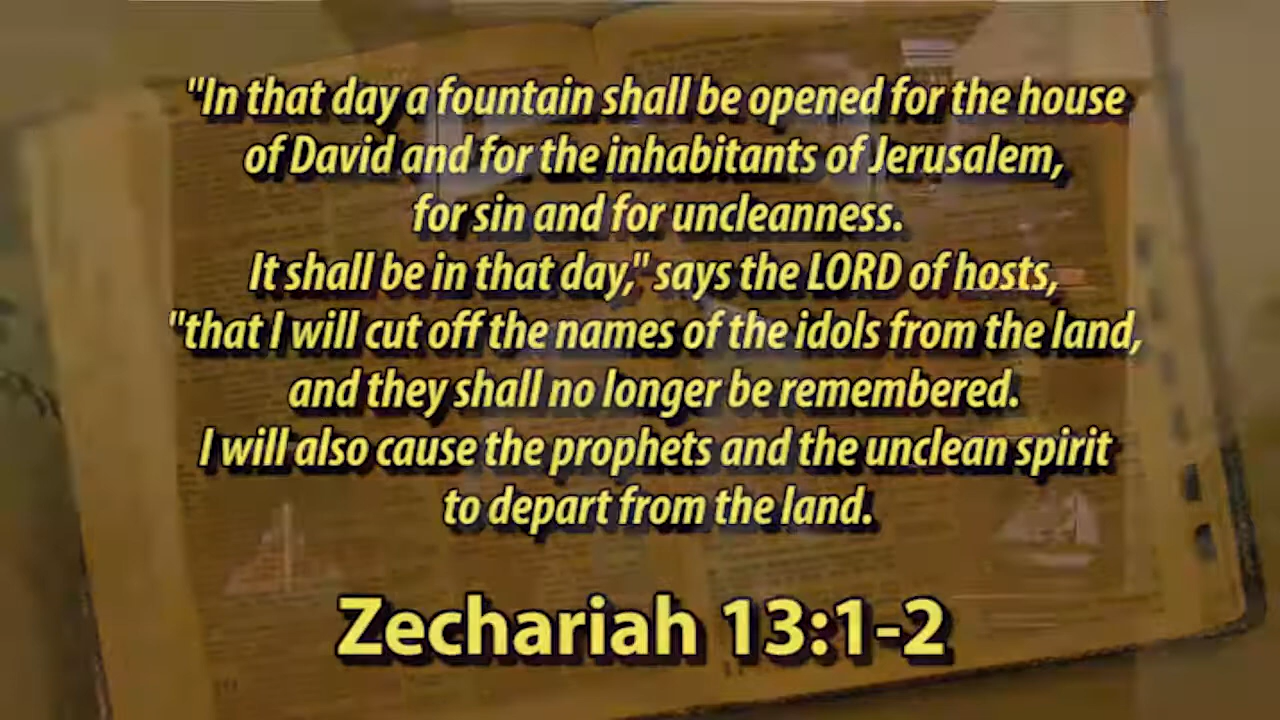 "In that day a fountain shall be opened for the house
of David and for the inhabitants of Jerusalem,
for sin and for uncleanness.
It shall be in that day," says the LORD of hosts,
"that I will cut off the names of the idols from the land,
and they shall no longer be remembered.
I will also cause the prophets and the unclean spirit
to depart from the land.
Zechariah 13:1-2